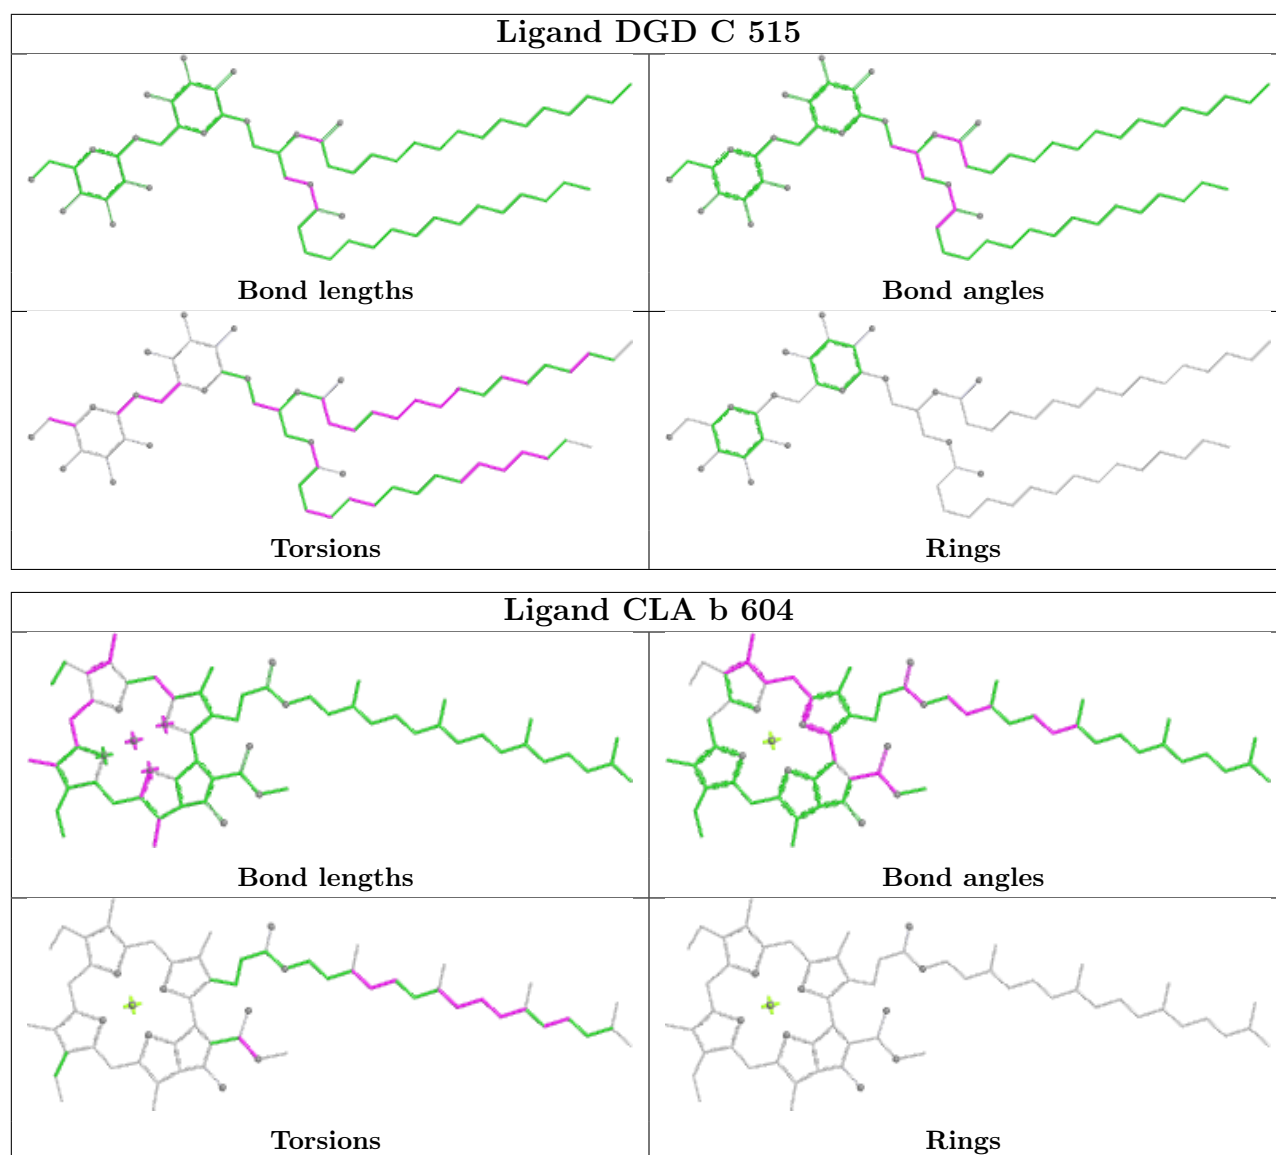 Ligand DGD C 515
Bond lengths
Bond angles
Torsions
Rings
Ligand CLA b 604
Bond lengths
Bond angles
Torsions
Rings